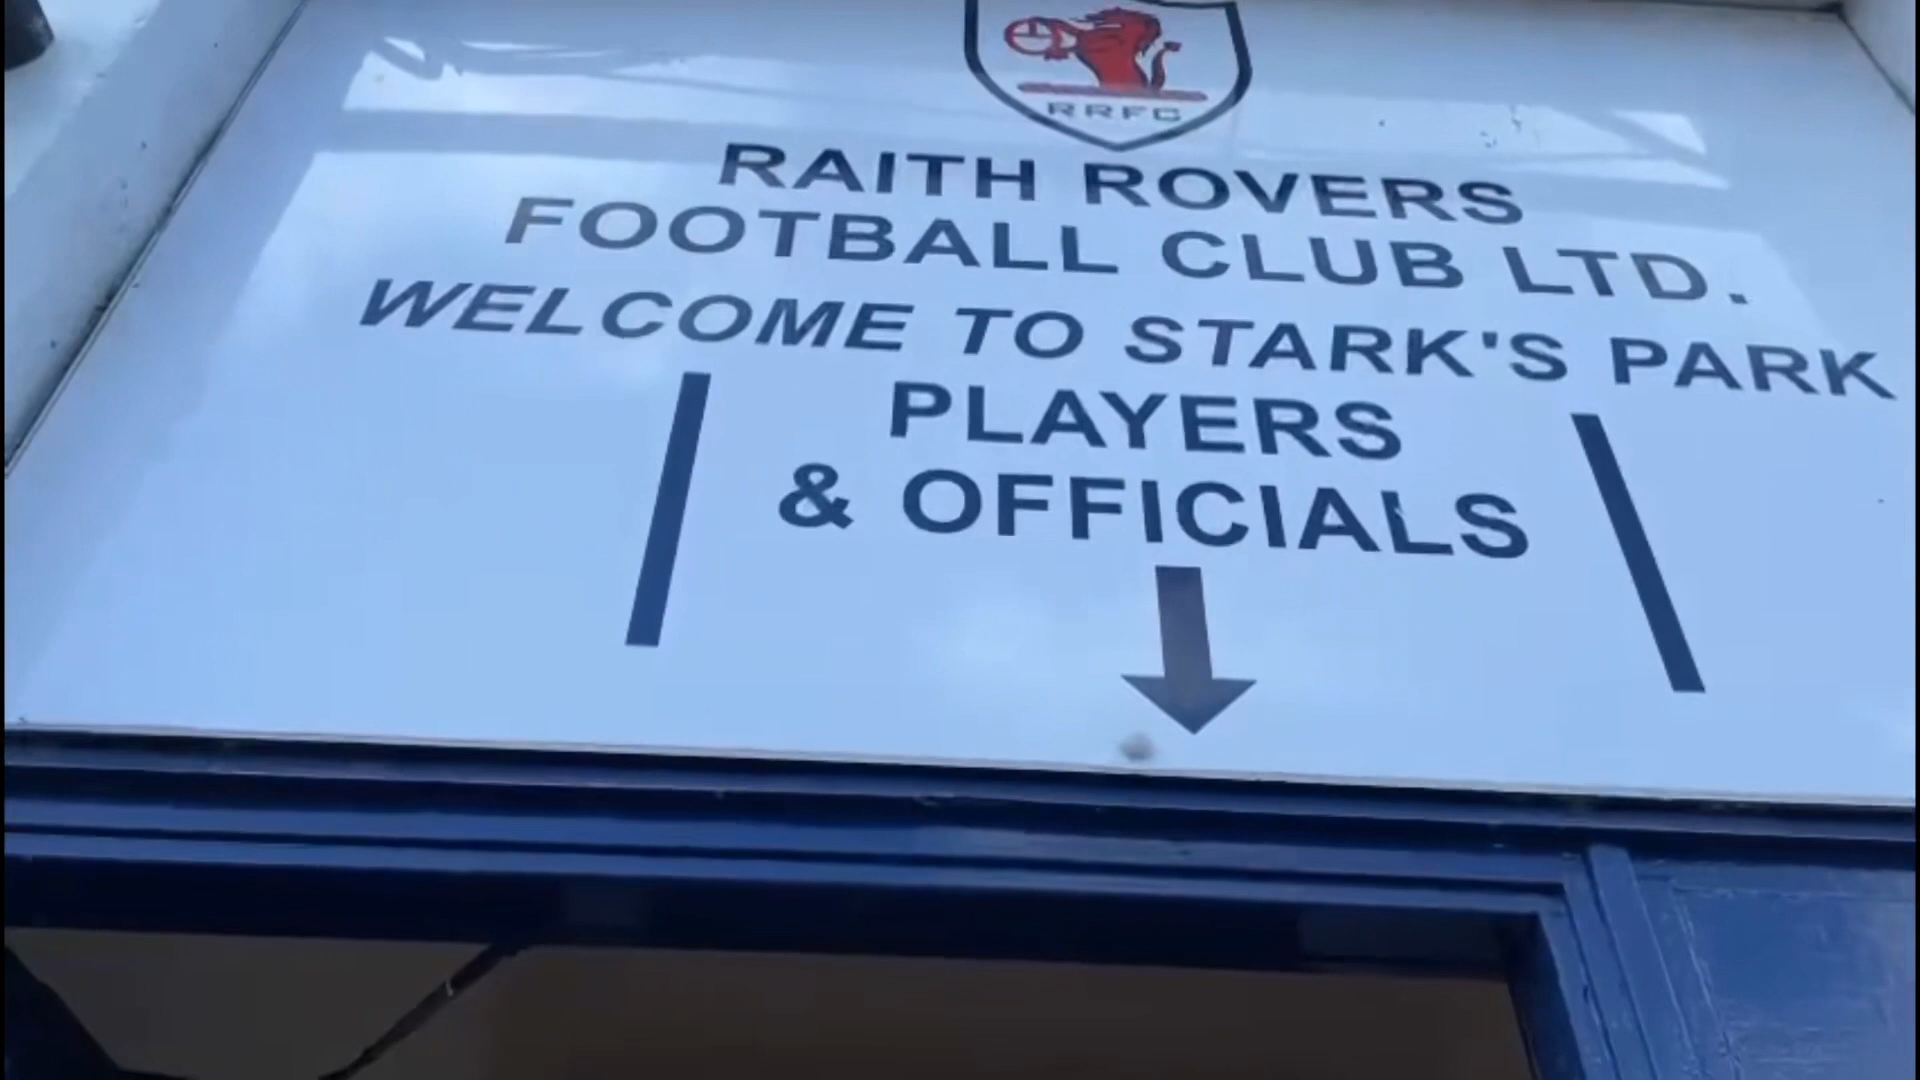 RRFC
RAITH ROVERS
FOOTBALL CLUB LTD.
WELCOME TO STARK'S PARK
PLAYERS
& OFFICIALS